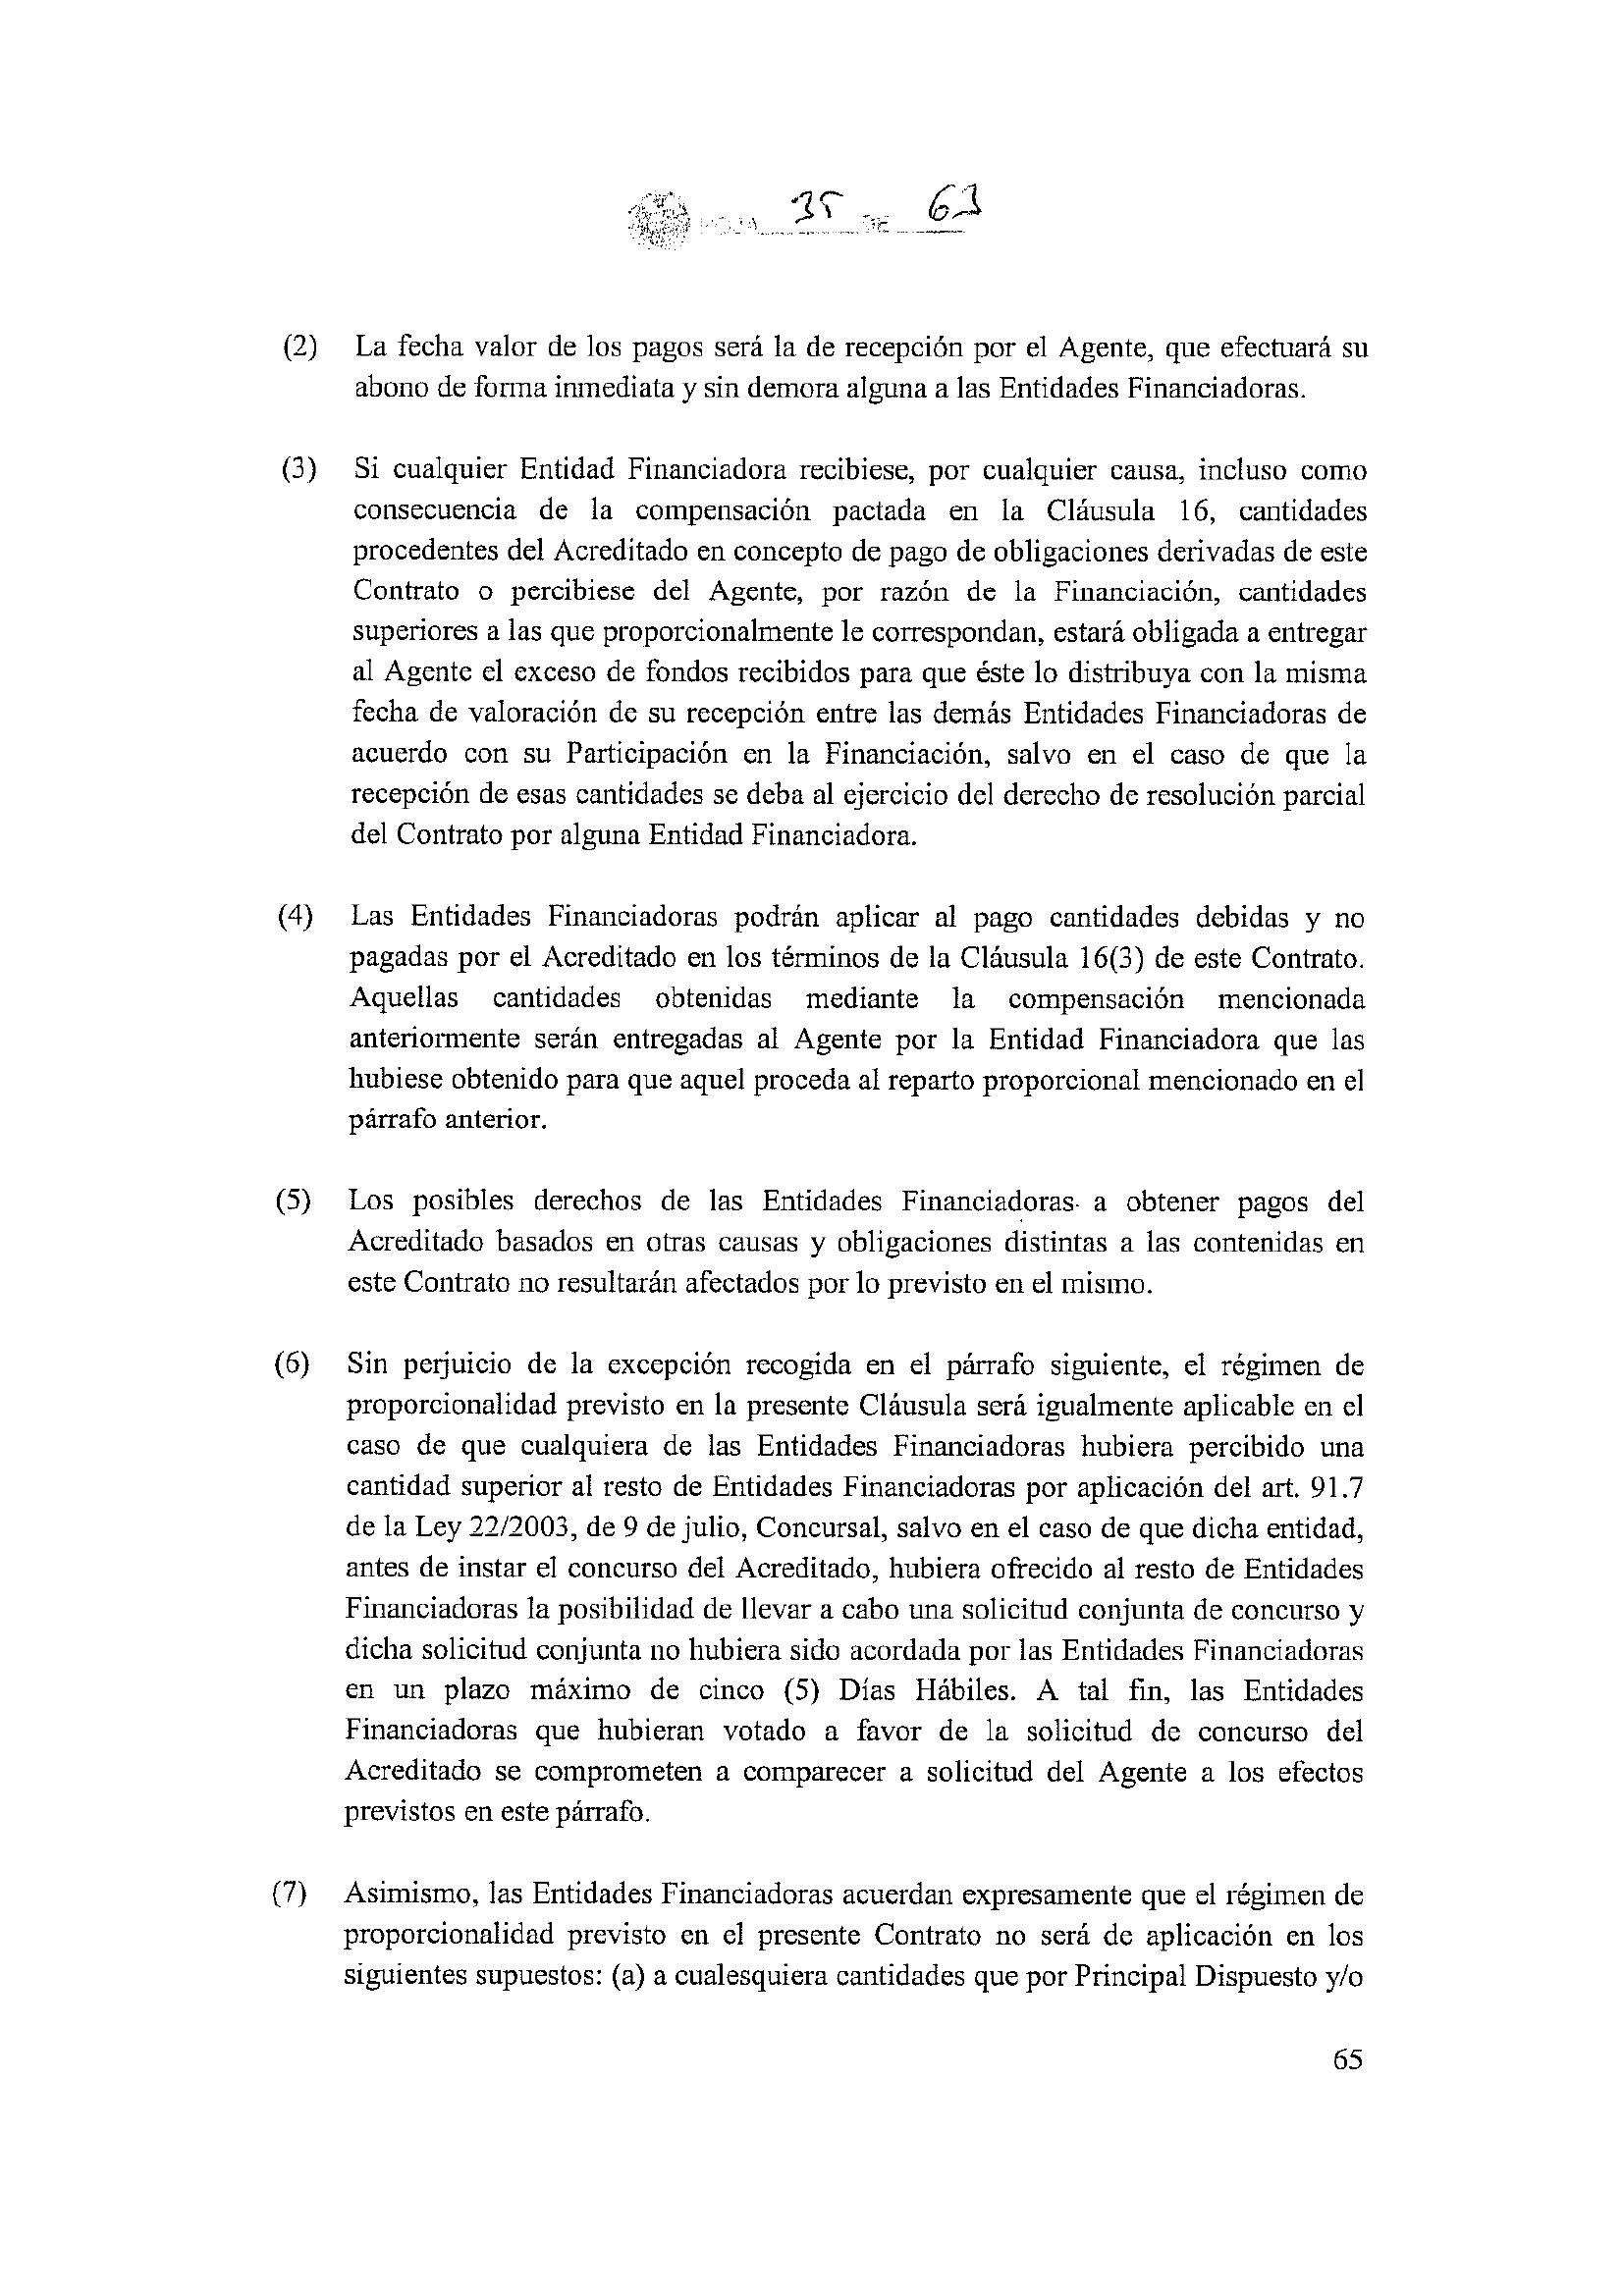 HOJA 35 DE 63
(2) La fecha valor de los pagos será la de recepción por el Agente, que efectuará su
abono de forma inmediata y sin demora alguna a las Entidades Financiadoras.
(3) Si cualquier Entidad Financiadora recibiese, por cualquier causa, incluso como
consecuencia de la compensación pactada en la Cláusula 16, cantidades
procedentes del Acreditado en concepto de pago de obligaciones derivadas de este
Contrato o percibiese del Agente, por razón de la Financiación, cantidades
superiores a las que proporcionalmente le correspondan, estará obligada a entregar
al Agente el exceso de fondos recibidos para que éste lo distribuya con la misma
fecha de valoración de su recepción entre las demás Entidades Financiadoras de
acuerdo con su Participación en la Financiación, salvo en el caso de que la
recepción de esas cantidades se deba al ejercicio del derecho de resolución parcial
del Contrato por alguna Entidad Financiadora.
(4) Las Entidades Financiadoras podrán aplicar al pago cantidades debidas y no
pagadas por el Acreditado en los términos de la Cláusula 16(3) de este Contrato.
Aquellas cantidades obtenidas mediante la compensación mencionada
anteriormente serán entregadas al Agente por la Entidad Financiadora que las
hubiese obtenido para que aquel proceda al reparto proporcional mencionado en el
párrafo anterior.
(5) Los posibles derechos de las Entidades Financiadoras a obtener pagos del
Acreditado basados en otras causas y obligaciones distintas a las contenidas en
este Contrato no resultarán afectados por lo previsto en el mismo.
(6) Sin perjuicio de la excepción recogida en el párrafo siguiente, el régimen de
proporcionalidad previsto en la presente Cláusula será igualmente aplicable en el
caso de que cualquiera de las Entidades Financiadoras hubiera percibido una
cantidad superior al resto de Entidades Financiadoras por aplicación del art. 91.7
de la Ley 22/2003, de 9 de julio, Concursal, salvo en el caso de que dicha entidad,
antes de instar el concurso del Acreditado, hubiera ofrecido al resto de Entidades
Financiadoras la posibilidad de llevar a cabo una solicitud conjunta de concurso y
dicha solicitud conjunta no hubiera sido acordada por las Entidades Financiadoras
en un plazo máximo de cinco (5) Días Hábiles. A tal fin, las Entidades
Financiadoras que hubieran votado a favor de la solicitud de concurso del
Acreditado se comprometen a comparecer a solicitud del Agente a los efectos
previstos en este párrafo.
(7) Asimismo, las Entidades Financiadoras acuerdan expresamente que el régimen de
proporcionalidad previsto en el presente Contrato no será de aplicación en los
siguientes supuestos: (a) a cualesquiera cantidades que por Principal Dispuesto y/o
65